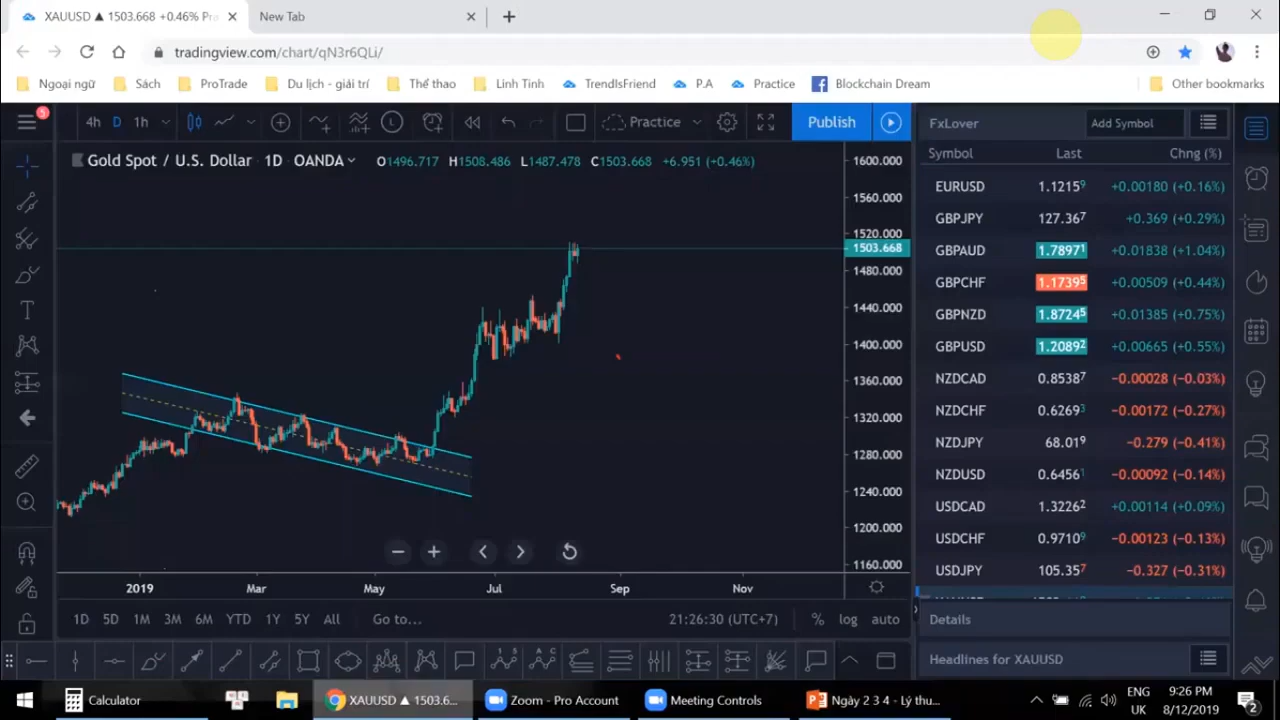 XAUUSD ▲ 1503.668 +0.46% Pra
New Tab
tradingview.com/chart/qN3r6QLi/
Ngoại ngữ Sách ProTrade Du lịch - giải trí Thể thao Linh Tinh TrendIsFriend P.A Practice Blockchain Dream Other bookmarks
5
4h D 1h Practice Publish
FxLover Add Symbol
Gold Spot / U.S. Dollar 1D OANDA O1496.717 H1508.486 L1487.478 C1503.668 +6.951 (+0.46%)
Symbol Last Chng (%)
EURUSD 1.12159 +0.00180 (+0.16%)
GBPJPY 127.367 +0.369 (+0.29%)
GBPAUD 1.78971 +0.01838 (+1.04%)
GBPCHF 1.17395 +0.00509 (+0.44%)
GBPNZD 1.87245 +0.01385 (+0.75%)
GBPUSD 1.20892 +0.00665 (+0.55%)
NZDCAD 0.85387 −0.00028 (−0.03%)
NZDCHF 0.62693 −0.00172 (−0.27%)
NZDJPY 68.019 −0.279 (−0.41%)
NZDUSD 0.64561 −0.00092 (−0.14%)
USDCAD 1.32262 +0.00114 (+0.09%)
USDCHF 0.97109 −0.00123 (−0.13%)
USDJPY 105.357 −0.327 (−0.31%)
1600.000
1560.000
1520.000
1503.668
1480.000
1440.000
1400.000
1360.000
1320.000
1280.000
1240.000
1200.000
1160.000
2019 Mar May Jul Sep Nov
1D 5D 1M 3M 6M YTD 1Y 5Y All Go to... 21:26:30 (UTC+7) % log auto
Details
Headlines for XAUUSD
Calculator
XAUUSD ▲ 1503.6...
Zoom - Pro Account
Meeting Controls
Ngày 2 3 4 - Lý thu...
ENG
UK
9:26 PM
8/12/2019
2